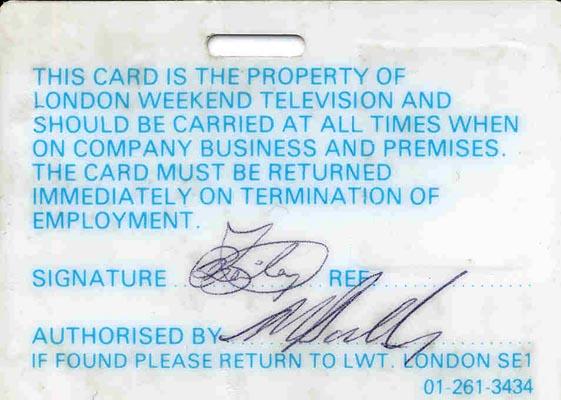 THIS CARD IS THE PROPERTY OF
LONDON WEEKEND TELEVISION AND
SHOULD BE CARRIED AT ALL TIMES WHEN
ON COMPANY BUSINESS AND PREMISES.
THE CARD MUST BE RETURNED
IMMEDIATELY ON TERMINATION OF
EMPLOYMENT.
SIGNATURE REF
AUTHORISED BY
IF FOUND PLEASE RETURN TO LWT. LONDON SE1
01-261-3434